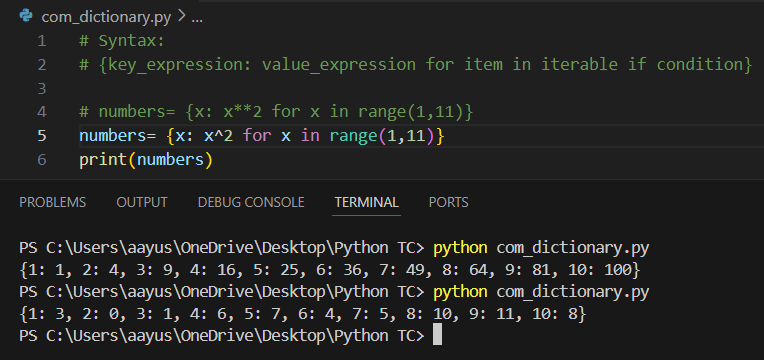 com_dictionary.py > ...
1 # Syntax:
2 # {key_expression: value_expression for item in iterable if condition}
3
4 # numbers= {x: x**2 for x in range(1,11)}
5 numbers= {x: x^2 for x in range(1,11)}
6 print(numbers)
PROBLEMS OUTPUT DEBUG CONSOLE TERMINAL PORTS
PS C:\Users\aayus\OneDrive\Desktop\Python TC> python com_dictionary.py
{1: 1, 2: 4, 3: 9, 4: 16, 5: 25, 6: 36, 7: 49, 8: 64, 9: 81, 10: 100}
PS C:\Users\aayus\OneDrive\Desktop\Python TC> python com_dictionary.py
{1: 3, 2: 0, 3: 1, 4: 6, 5: 7, 6: 4, 7: 5, 8: 10, 9: 11, 10: 8}
PS C:\Users\aayus\OneDrive\Desktop\Python TC>